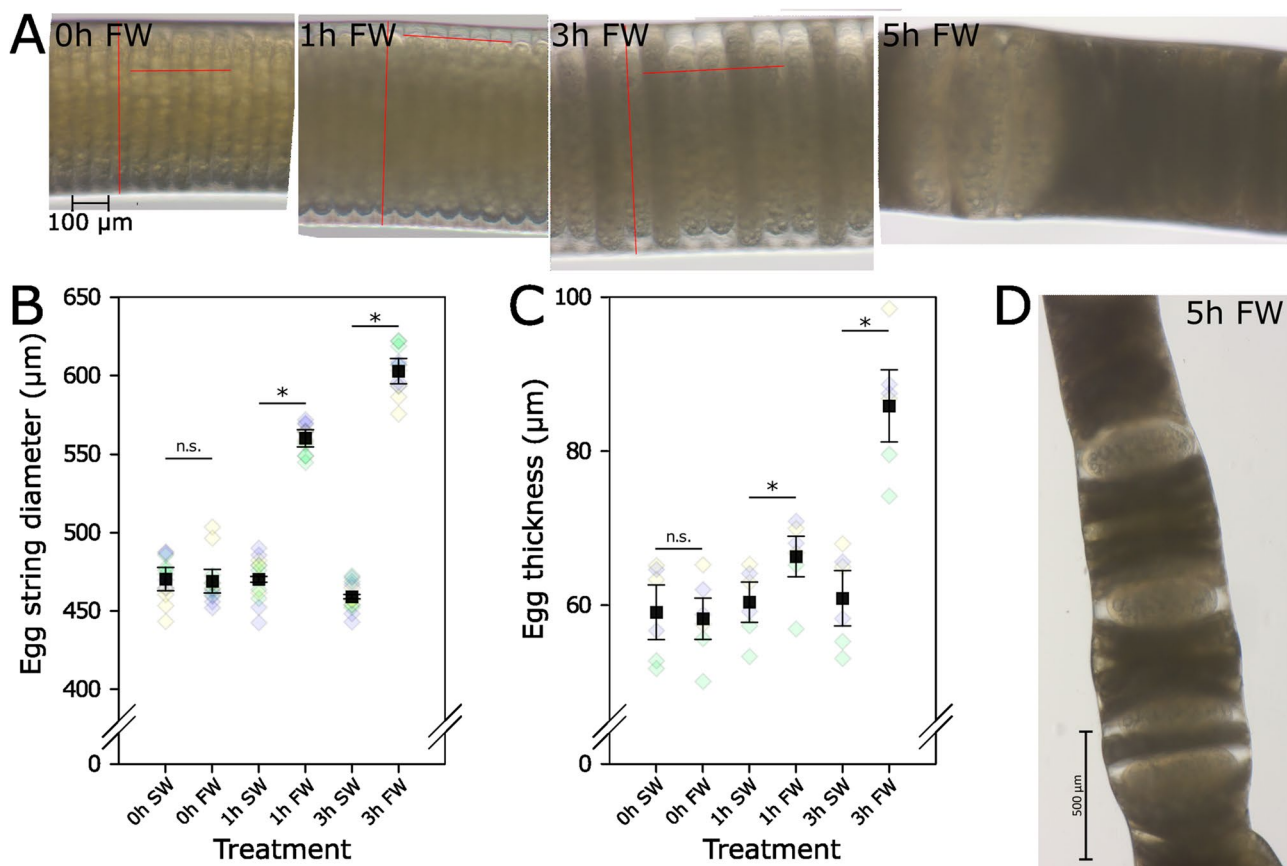 A
0h FW
1h FW
3h FW
5h FW
100 µm
B
Egg string diameter (µm)
650
600
550
500
450
400
0
n.s.
*
*
0h SW
0h FW
1h SW
1h FW
3h SW
3h FW
Treatment
C
Egg thickness (µm)
100
80
60
0
n.s.
*
*
0h SW
0h FW
1h SW
1h FW
3h SW
3h FW
Treatment
D
5h FW
500 µm